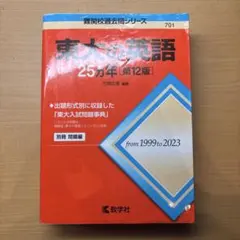 難関校過去問シリーズ
701
東大の英語
25カ年[第12版]
●出題形式別に収録した
「東大入試問題事典」
別冊 問題編
from 1999 to 2023
教学社